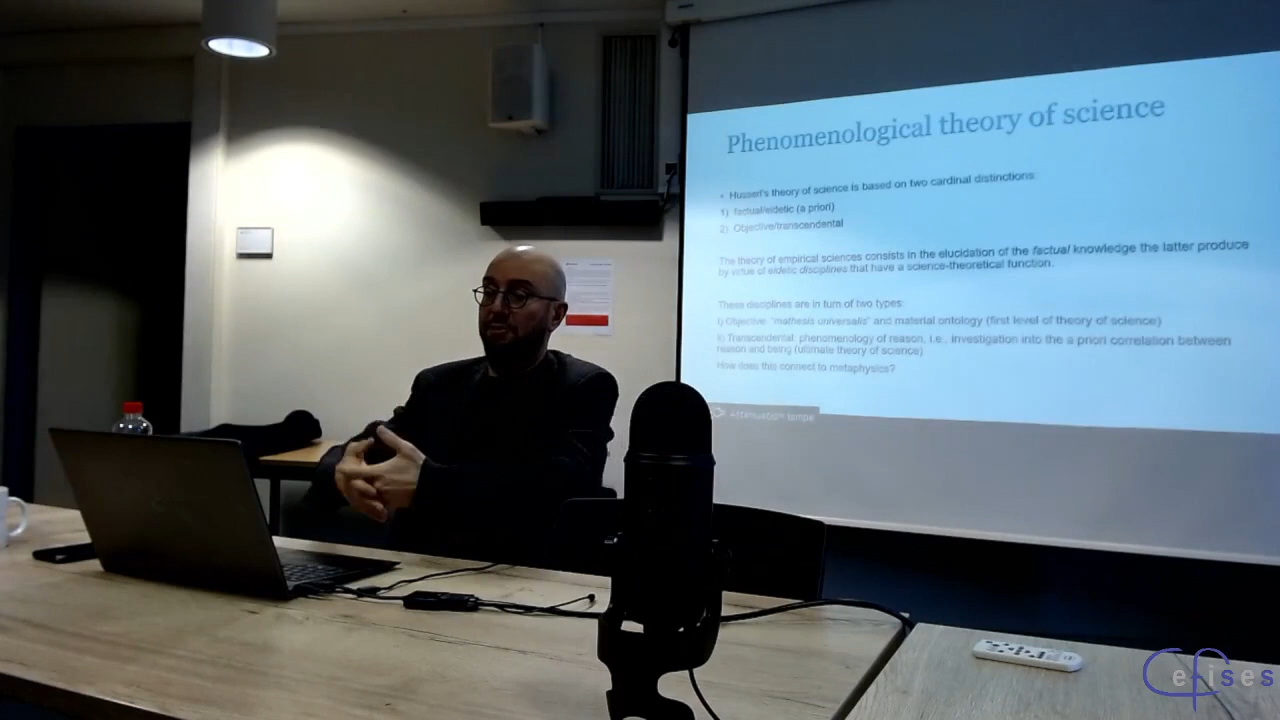 Phenomenological theory of science
• Husserl's theory of science is based on two cardinal distinctions:
1) factual/eidetic (a priori)
2) Objective/transcendental
The theory of empirical sciences consists in the elucidation of the factual knowledge the latter produce
by virtue of eidetic disciplines that have a science-theoretical function.
These disciplines are in turn of two types:
i) Objective: "mathesis universalis" and material ontology (first level of theory of science)
ii) Transcendental: phenomenology of reason, i.e., investigation into the a priori correlation between
reason and being (ultimate theory of science)
How does this connect to metaphysics?
Cefises